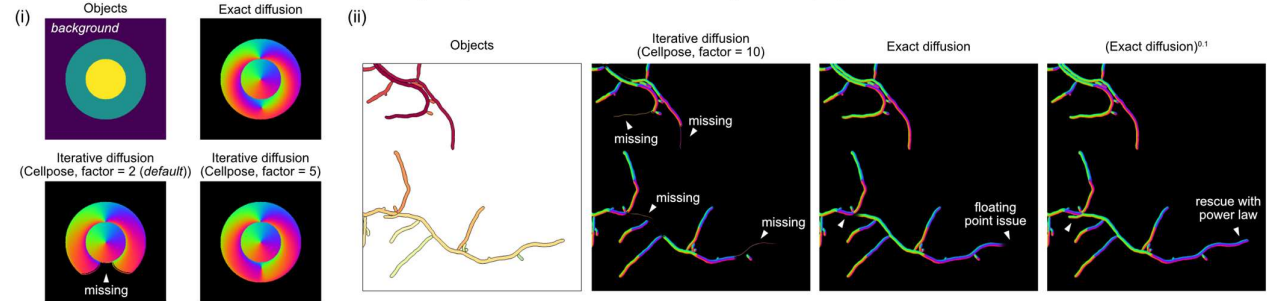 (i)
Objects
background
Exact diffusion
Iterative diffusion
(Cellpose, factor = 2 (default))
missing
Iterative diffusion
(Cellpose, factor = 5)
(ii)
Objects
Iterative diffusion
(Cellpose, factor = 10)
missing
missing
missing
missing
Exact diffusion
floating
point issue
(Exact diffusion)^0.1
rescue with
power law